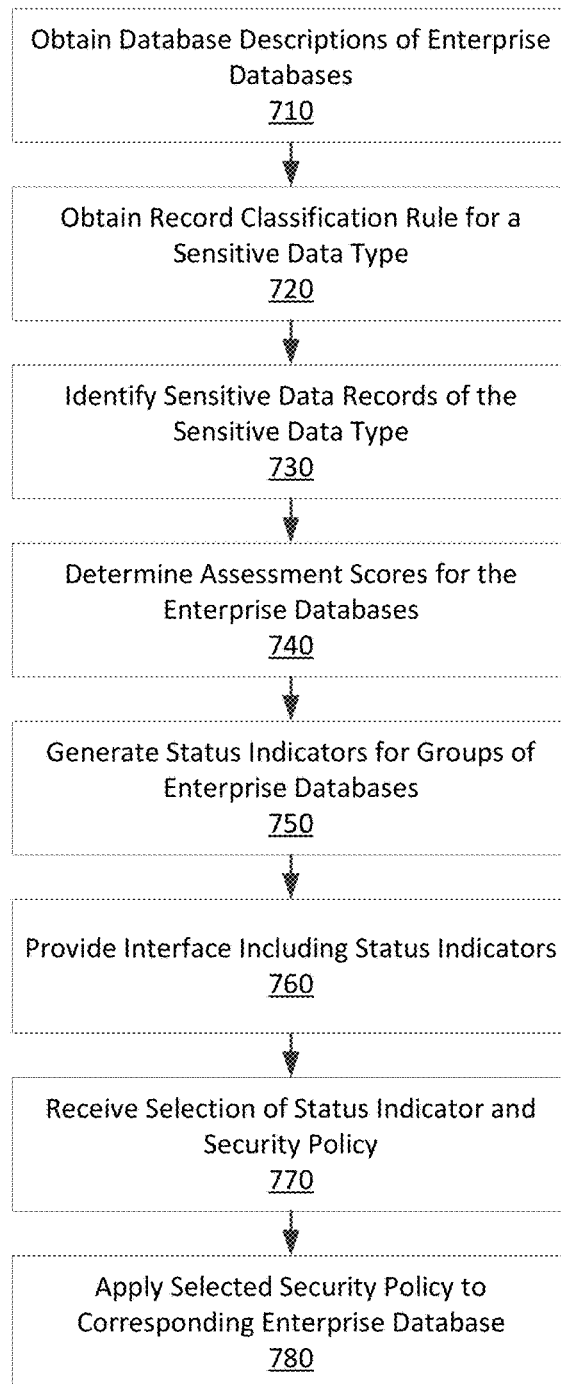 Obtain Database Descriptions of Enterprise
Databases
710
Obtain Record Classification Rule for a
Sensitive Data Type
720
Identify Sensitive Data Records of the
Sensitive Data Type
730
Determine Assessment Scores for the
Enterprise Databases
740
Generate Status Indicators for Groups of
Enterprise Databases
750
Provide Interface Including Status Indicators
760
Receive Selection of Status Indicator and
Security Policy
770
Apply Selected Security Policy to
Corresponding Enterprise Database
780